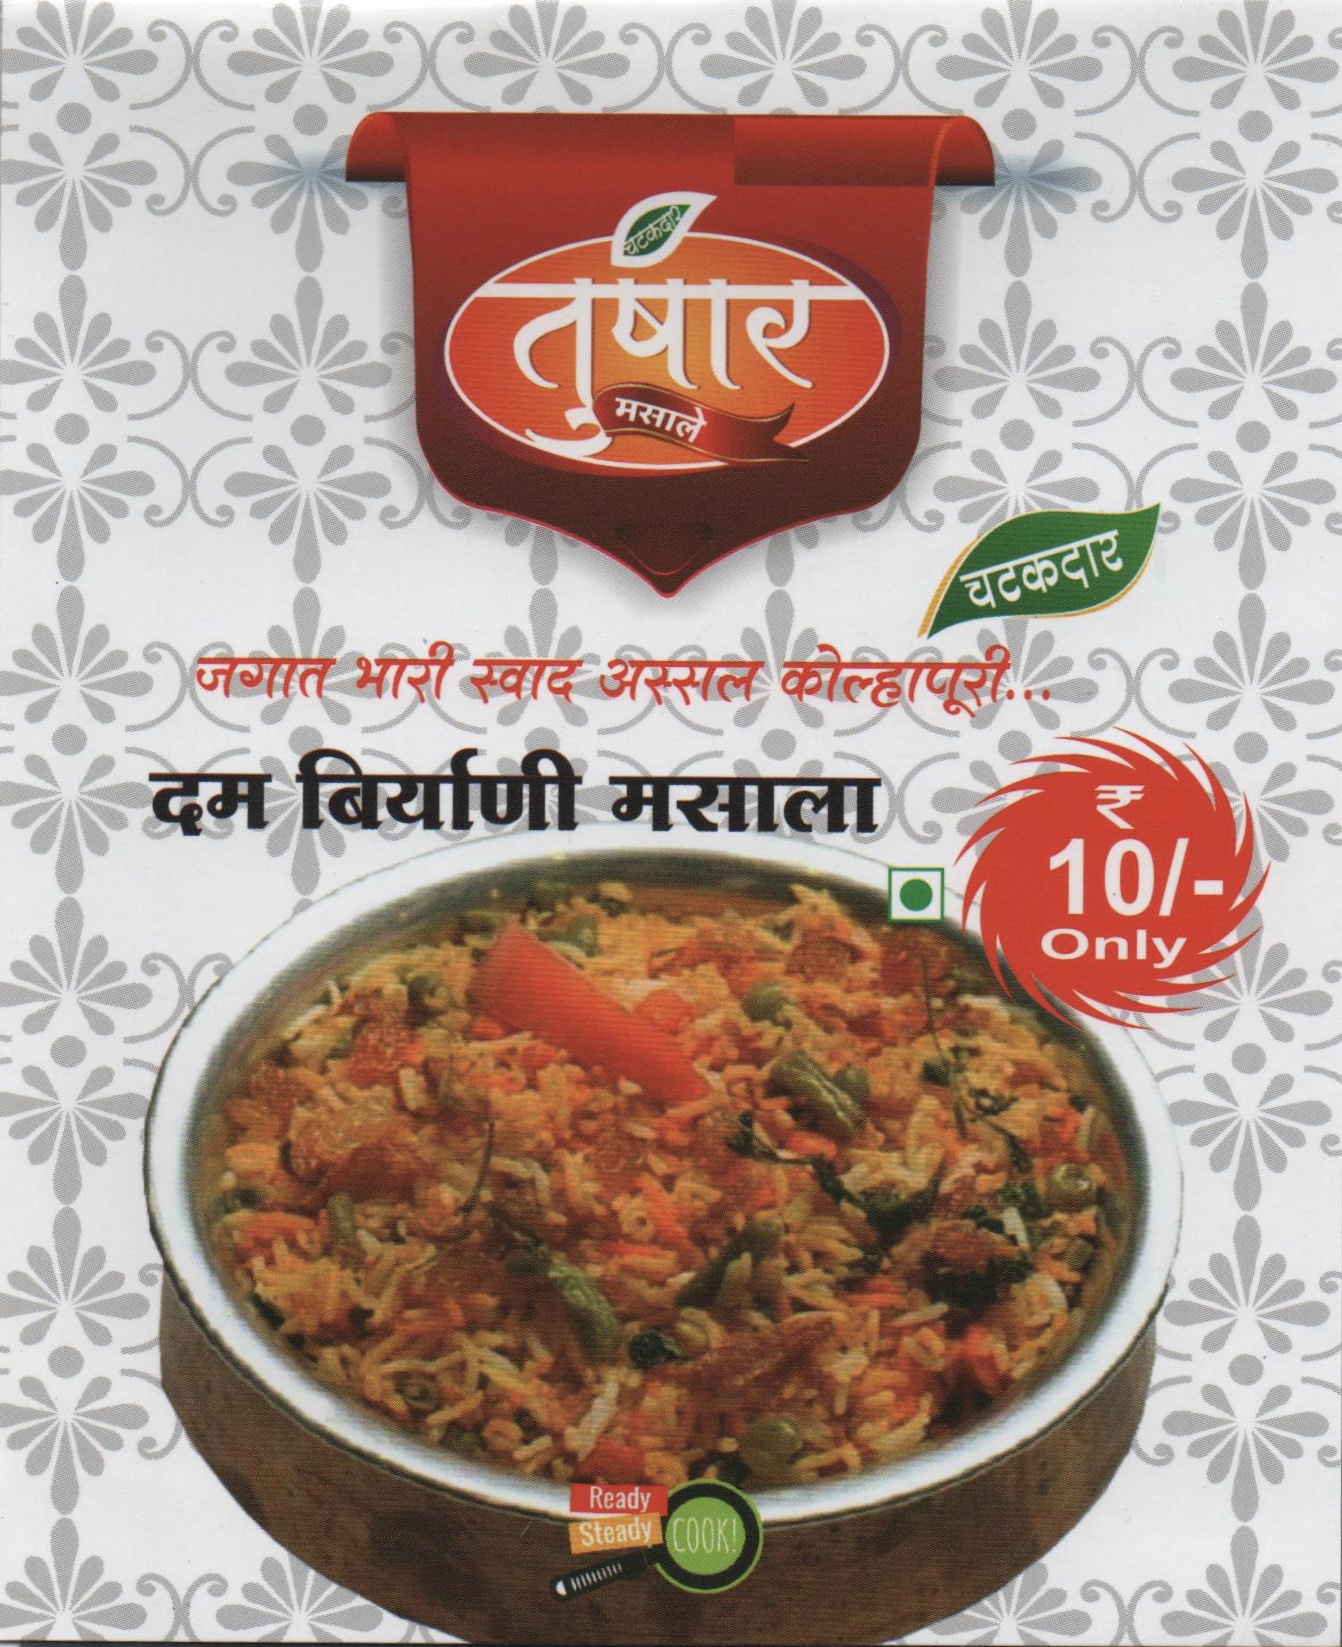 चटकदार
तुषार
मसाले
चटकदार
जगात भारी स्वाद अस्सल कोल्हापूरी...
दम बिर्याणी मसाला
₹
10/-
Only
Ready
Steady
COOK!